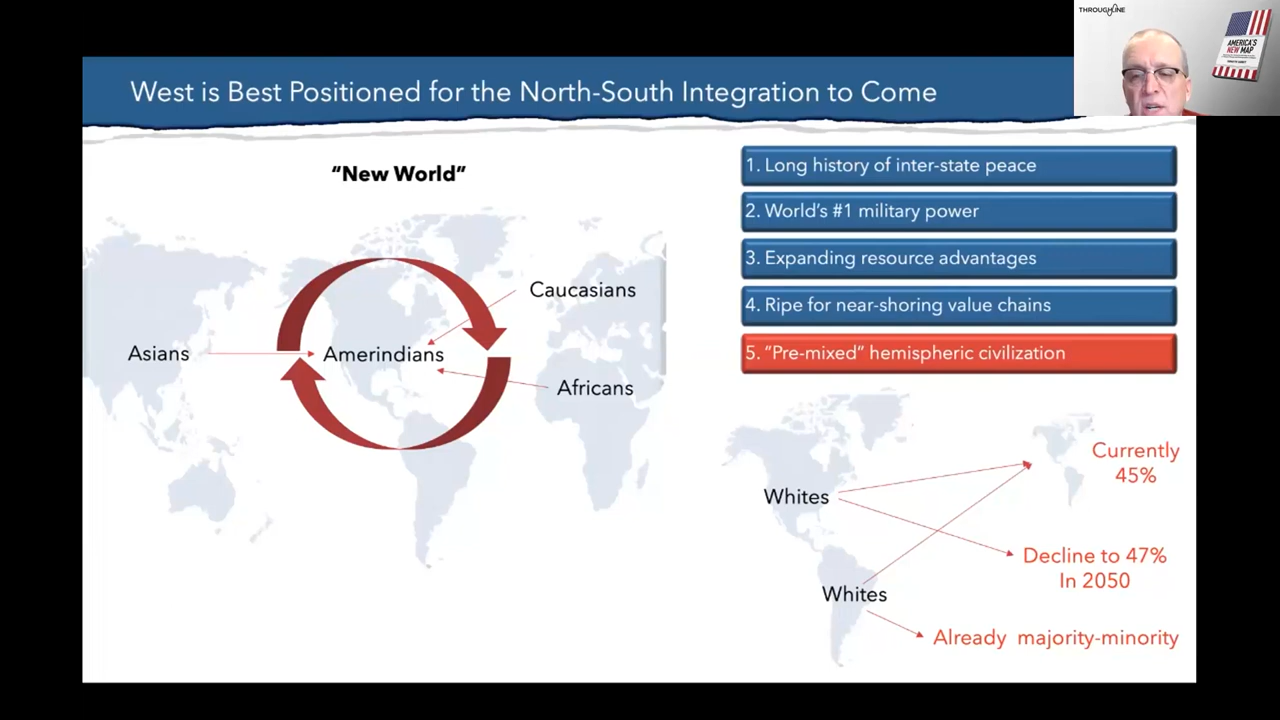 THROUGHLINE
AMERICA'S
NEW MAP
West is Best Positioned for the North-South Integration to Come
“New World”
Caucasians
Asians
Amerindians
Africans
1. Long history of inter-state peace
2. World's #1 military power
3. Expanding resource advantages
4. Ripe for near-shoring value chains
5. “Pre-mixed” hemispheric civilization
Currently
45%
Whites
Decline to 47%
In 2050
Whites
Already majority-minority